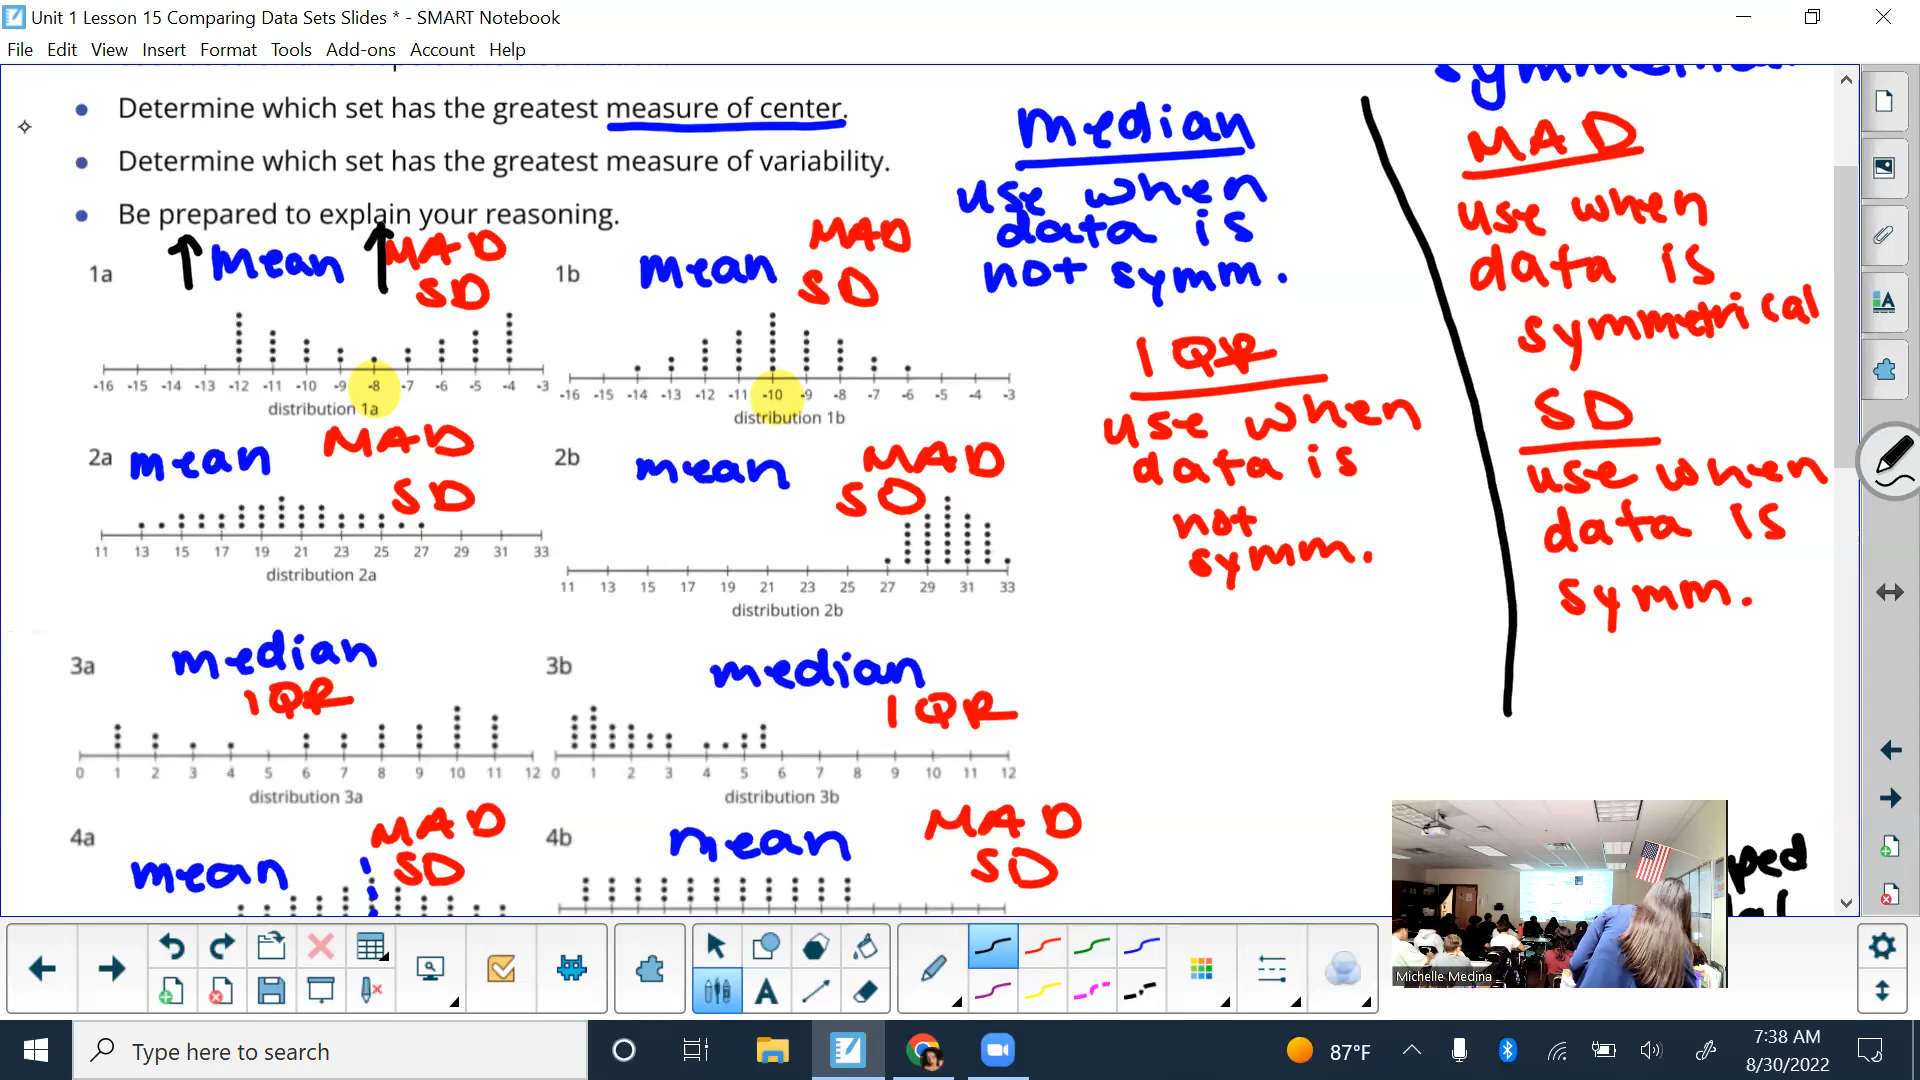 Unit 1 Lesson 15 Comparing Data Sets Slides * - SMART Notebook
File Edit View Insert Format Tools Add-ons Account Help
• Determine which set has the greatest measure of center.
• Determine which set has the greatest measure of variability.
• Be prepared to explain your reasoning.
1a
mean
MAD
SD
-16 -15 -14 -13 -12 -11 -10 -9 -8 -7 -6 -5 -4 -3
distribution 1a
1b
mean
MAD
SD
-16 -15 -14 -13 -12 -11 -10 -9 -8 -7 -6 -5 -4 -3
distribution 1b
2a
mean
MAD
SD
11 13 15 17 19 21 23 25 27 29 31 33
distribution 2a
2b
mean
MAD
SD
11 13 15 17 19 21 23 25 27 29 31 33
distribution 2b
3a
median
IQR
0 1 2 3 4 5 6 7 8 9 10 11 12
distribution 3a
3b
median
IQR
0 1 2 3 4 5 6 7 8 9 10 11 12
distribution 3b
4a
mean
MAD
SD
4b
mean
MAD
SD
median
use when
data is
not symm.
IQR
use when
data is
not
symm.
symmetrical
MAD
use when
data is
symmetrical
SD
use when
data is
symm.
Michelle Medina
Type here to search
87°F
7:38 AM
8/30/2022